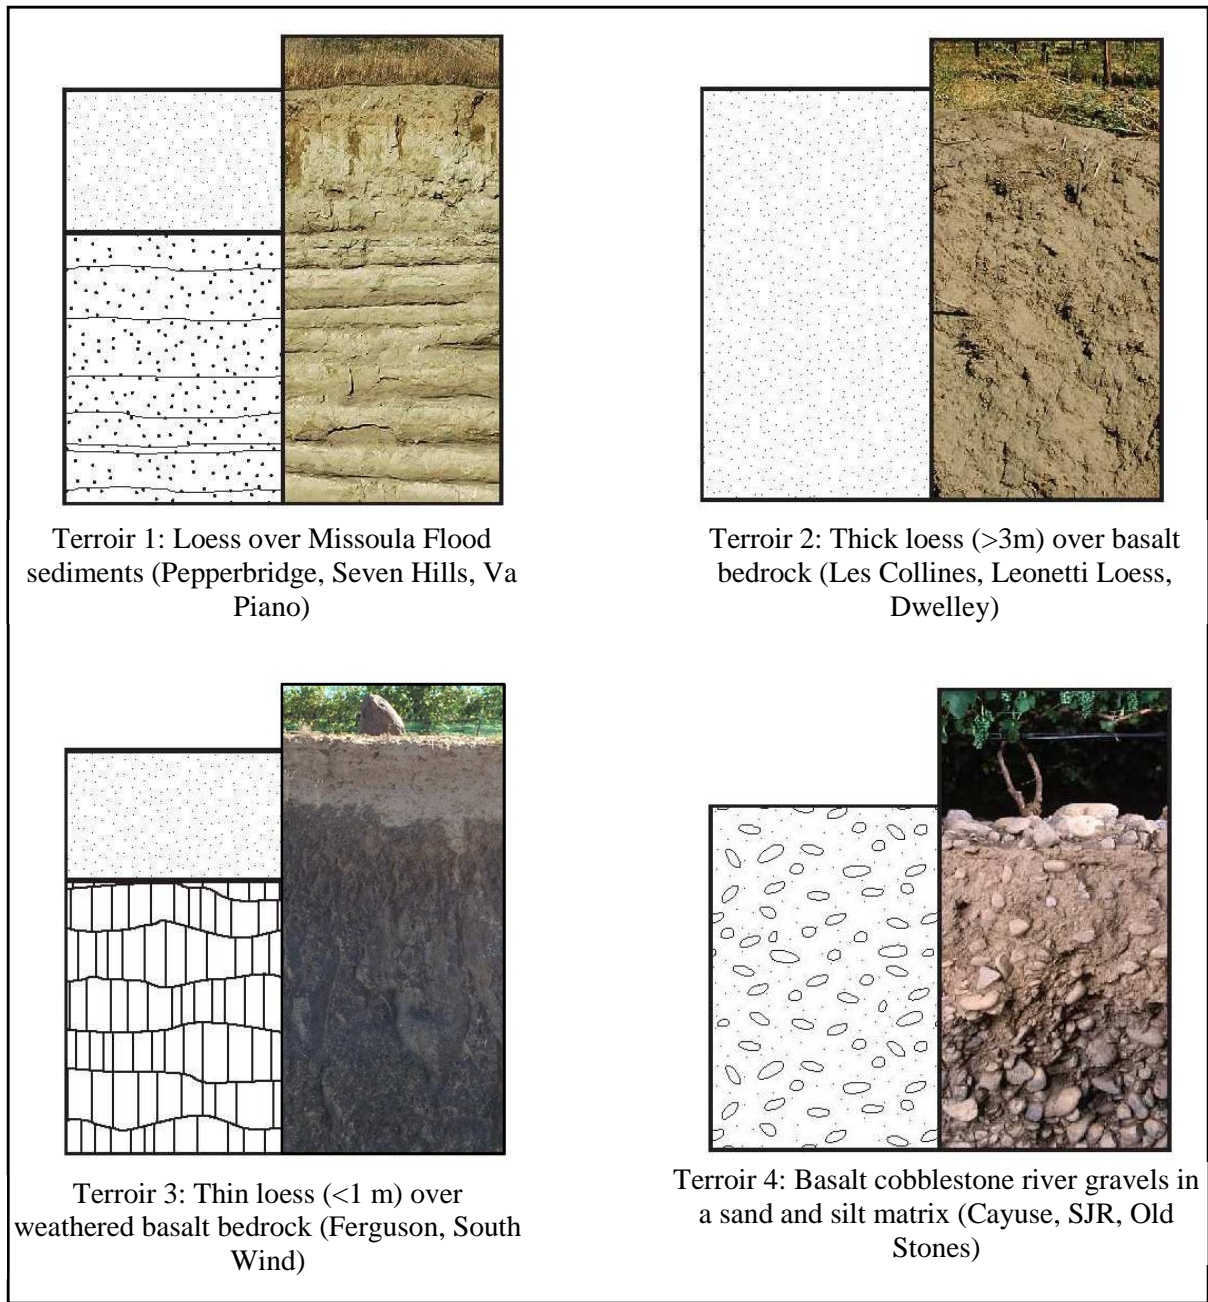 Terroir 1: Loess over Missoula Flood
sediments (Pepperbridge, Seven Hills, Va
Piano)
Terroir 2: Thick loess (>3m) over basalt
bedrock (Les Collines, Leonetti Loess,
Dwelley)
Terroir 3: Thin loess (<1 m) over
weathered basalt bedrock (Ferguson, South
Wind)
Terroir 4: Basalt cobblestone river gravels in
a sand and silt matrix (Cayuse, SJR, Old
Stones)